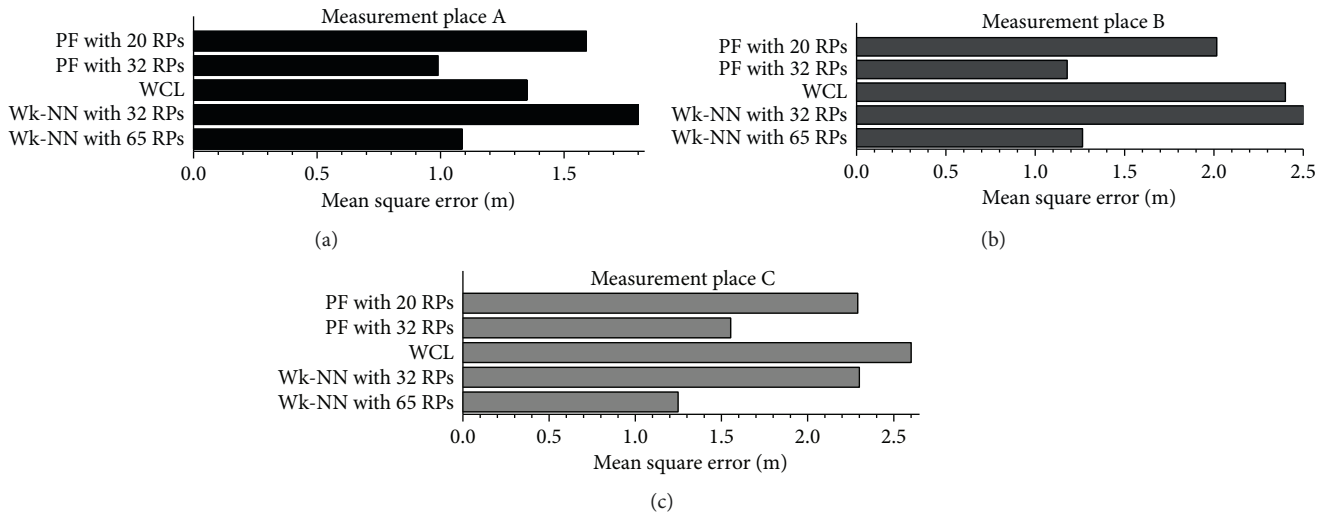 Measurement place A
PF with 20 RPs
PF with 32 RPs
WCL
Wk-NN with 32 RPs
Wk-NN with 65 RPs
0.0 0.5 1.0 1.5
Mean square error (m)
(a)
Measurement place B
PF with 20 RPs
PF with 32 RPs
WCL
Wk-NN with 32 RPs
Wk-NN with 65 RPs
0.0 0.5 1.0 1.5 2.0 2.5
Mean square error (m)
(b)
Measurement place C
PF with 20 RPs
PF with 32 RPs
WCL
Wk-NN with 32 RPs
Wk-NN with 65 RPs
0.0 0.5 1.0 1.5 2.0 2.5
Mean square error (m)
(c)